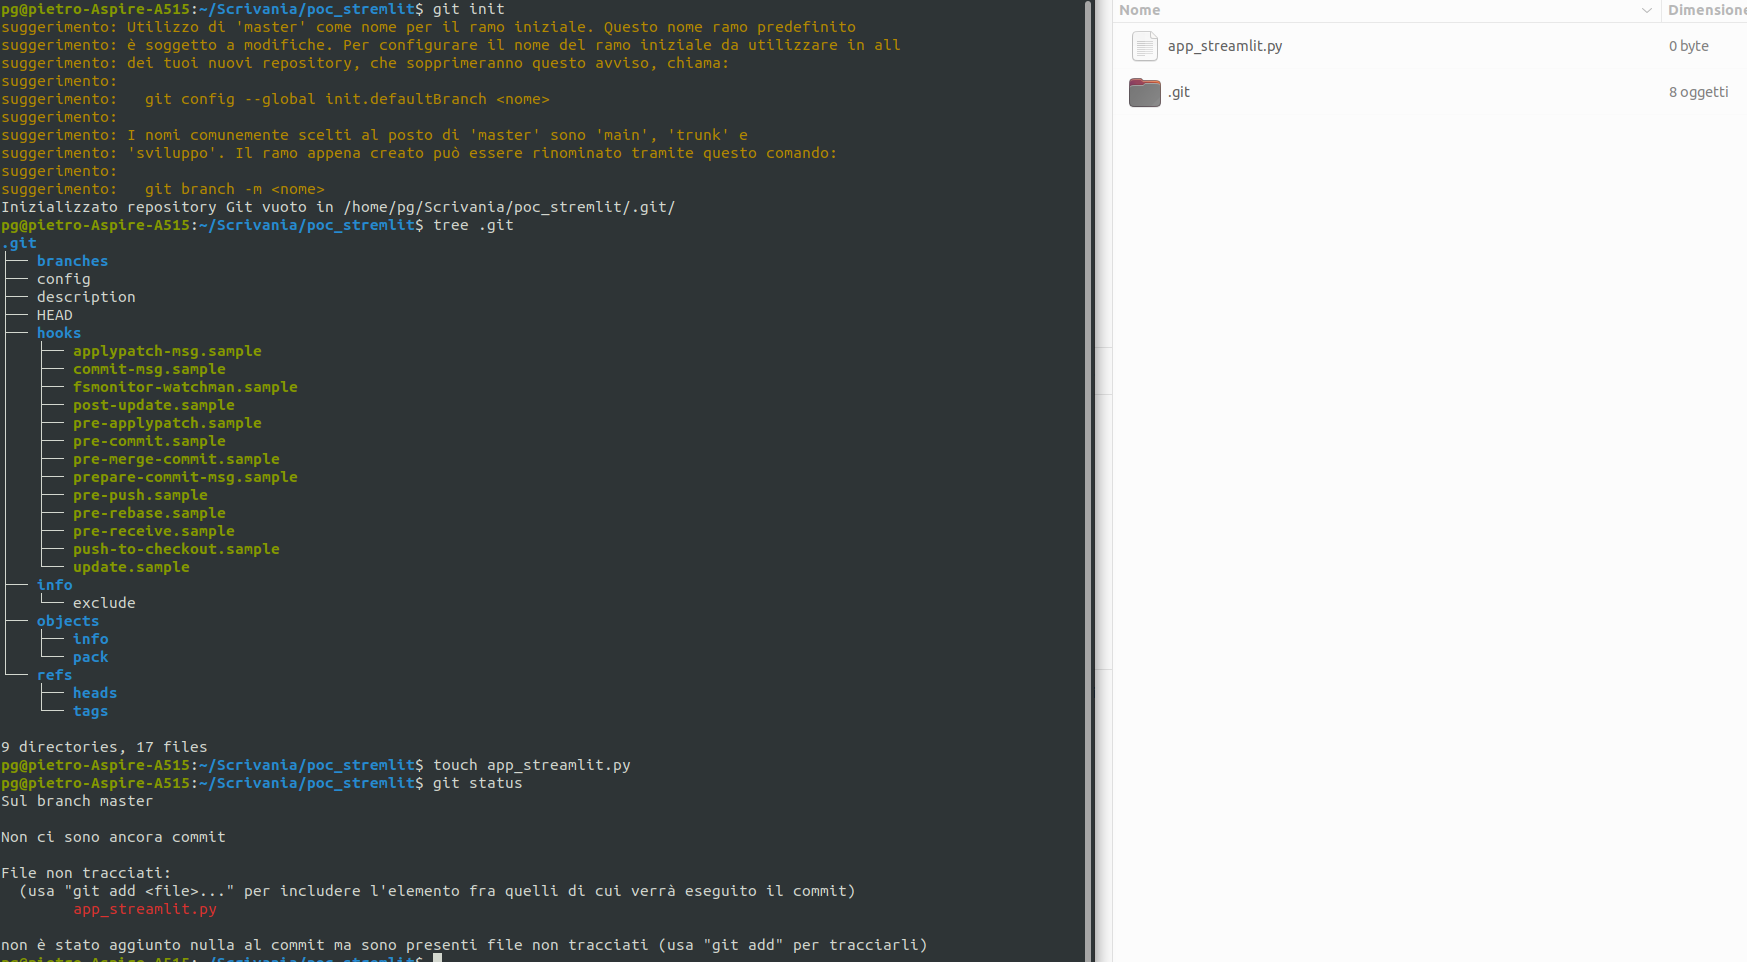 pg@pietro-Aspire-A515:~/Scrivania/poc_stremlit$ git init
suggerimento: Utilizzo di 'master' come nome per il ramo iniziale. Questo nome ramo predefinito
suggerimento: è soggetto a modifiche. Per configurare il nome del ramo iniziale da utilizzare in all
suggerimento: dei tuoi nuovi repository, che sopprimeranno questo avviso, chiama:
suggerimento:
suggerimento:   git config --global init.defaultBranch <nome>
suggerimento:
suggerimento: I nomi comunemente scelti al posto di 'master' sono 'main', 'trunk' e
suggerimento: 'sviluppo'. Il ramo appena creato può essere rinominato tramite questo comando:
suggerimento:
suggerimento:   git branch -m <nome>
Inizializzato repository Git vuoto in /home/pg/Scrivania/poc_stremlit/.git/
pg@pietro-Aspire-A515:~/Scrivania/poc_stremlit$ tree .git
.git
├── branches
├── config
├── description
├── HEAD
├── hooks
│   ├── applypatch-msg.sample
│   ├── commit-msg.sample
│   ├── fsmonitor-watchman.sample
│   ├── post-update.sample
│   ├── pre-applypatch.sample
│   ├── pre-commit.sample
│   ├── pre-merge-commit.sample
│   ├── prepare-commit-msg.sample
│   ├── pre-push.sample
│   ├── pre-rebase.sample
│   ├── pre-receive.sample
│   ├── push-to-checkout.sample
│   └── update.sample
├── info
│   └── exclude
├── objects
│   ├── info
│   └── pack
└── refs
    ├── heads
    └── tags
9 directories, 17 files
pg@pietro-Aspire-A515:~/Scrivania/poc_stremlit$ touch app_streamlit.py
pg@pietro-Aspire-A515:~/Scrivania/poc_stremlit$ git status
Sul branch master
Non ci sono ancora commit
File non tracciati:
  (usa "git add <file>..." per includere l'elemento fra quelli di cui verrà eseguito il commit)
        app_streamlit.py
non è stato aggiunto nulla al commit ma sono presenti file non tracciati (usa "git add" per tracciarli)
pg@pietro-Aspire-A515:~/Scrivania/poc_stremlit$
Nome Dimensione
app_streamlit.py 0 byte
.git 8 oggetti